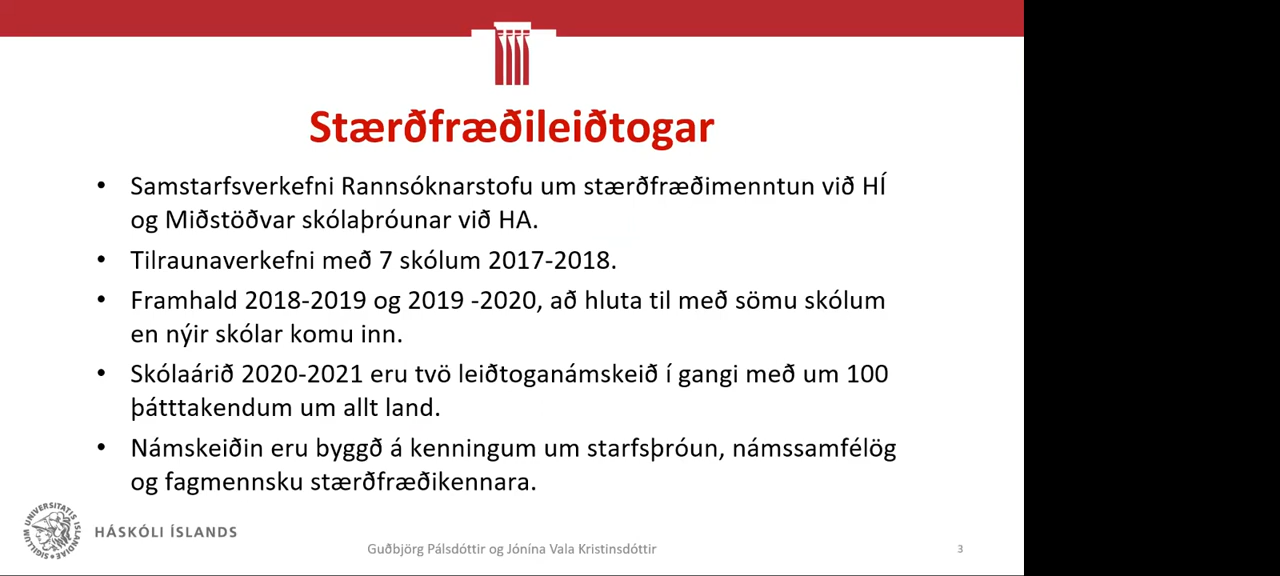 Stærðfræðileiðtogar
• Samstarfsverkefni Rannsóknarstofu um stærðfræðimenntun við HÍ
og Miðstöðvar skólaþróunar við HA.
• Tilraunaverkefni með 7 skólum 2017-2018.
• Framhald 2018-2019 og 2019 -2020, að hluta til með sömu skólum
en nýir skólar komu inn.
• Skólaárið 2020-2021 eru tvö leiðtoganámskeið í gangi með um 100
þátttakendum um allt land.
• Námskeiðin eru byggð á kenningum um starfsþróun, námssamfélög
og fagmennsku stærðfræðikennara.
SIGILLUM UNIVERSITATIS ISLANDIAE
HÁSKÓLI ÍSLANDS
Guðbjörg Pálsdóttir og Jónína Vala Kristinsdóttir
3